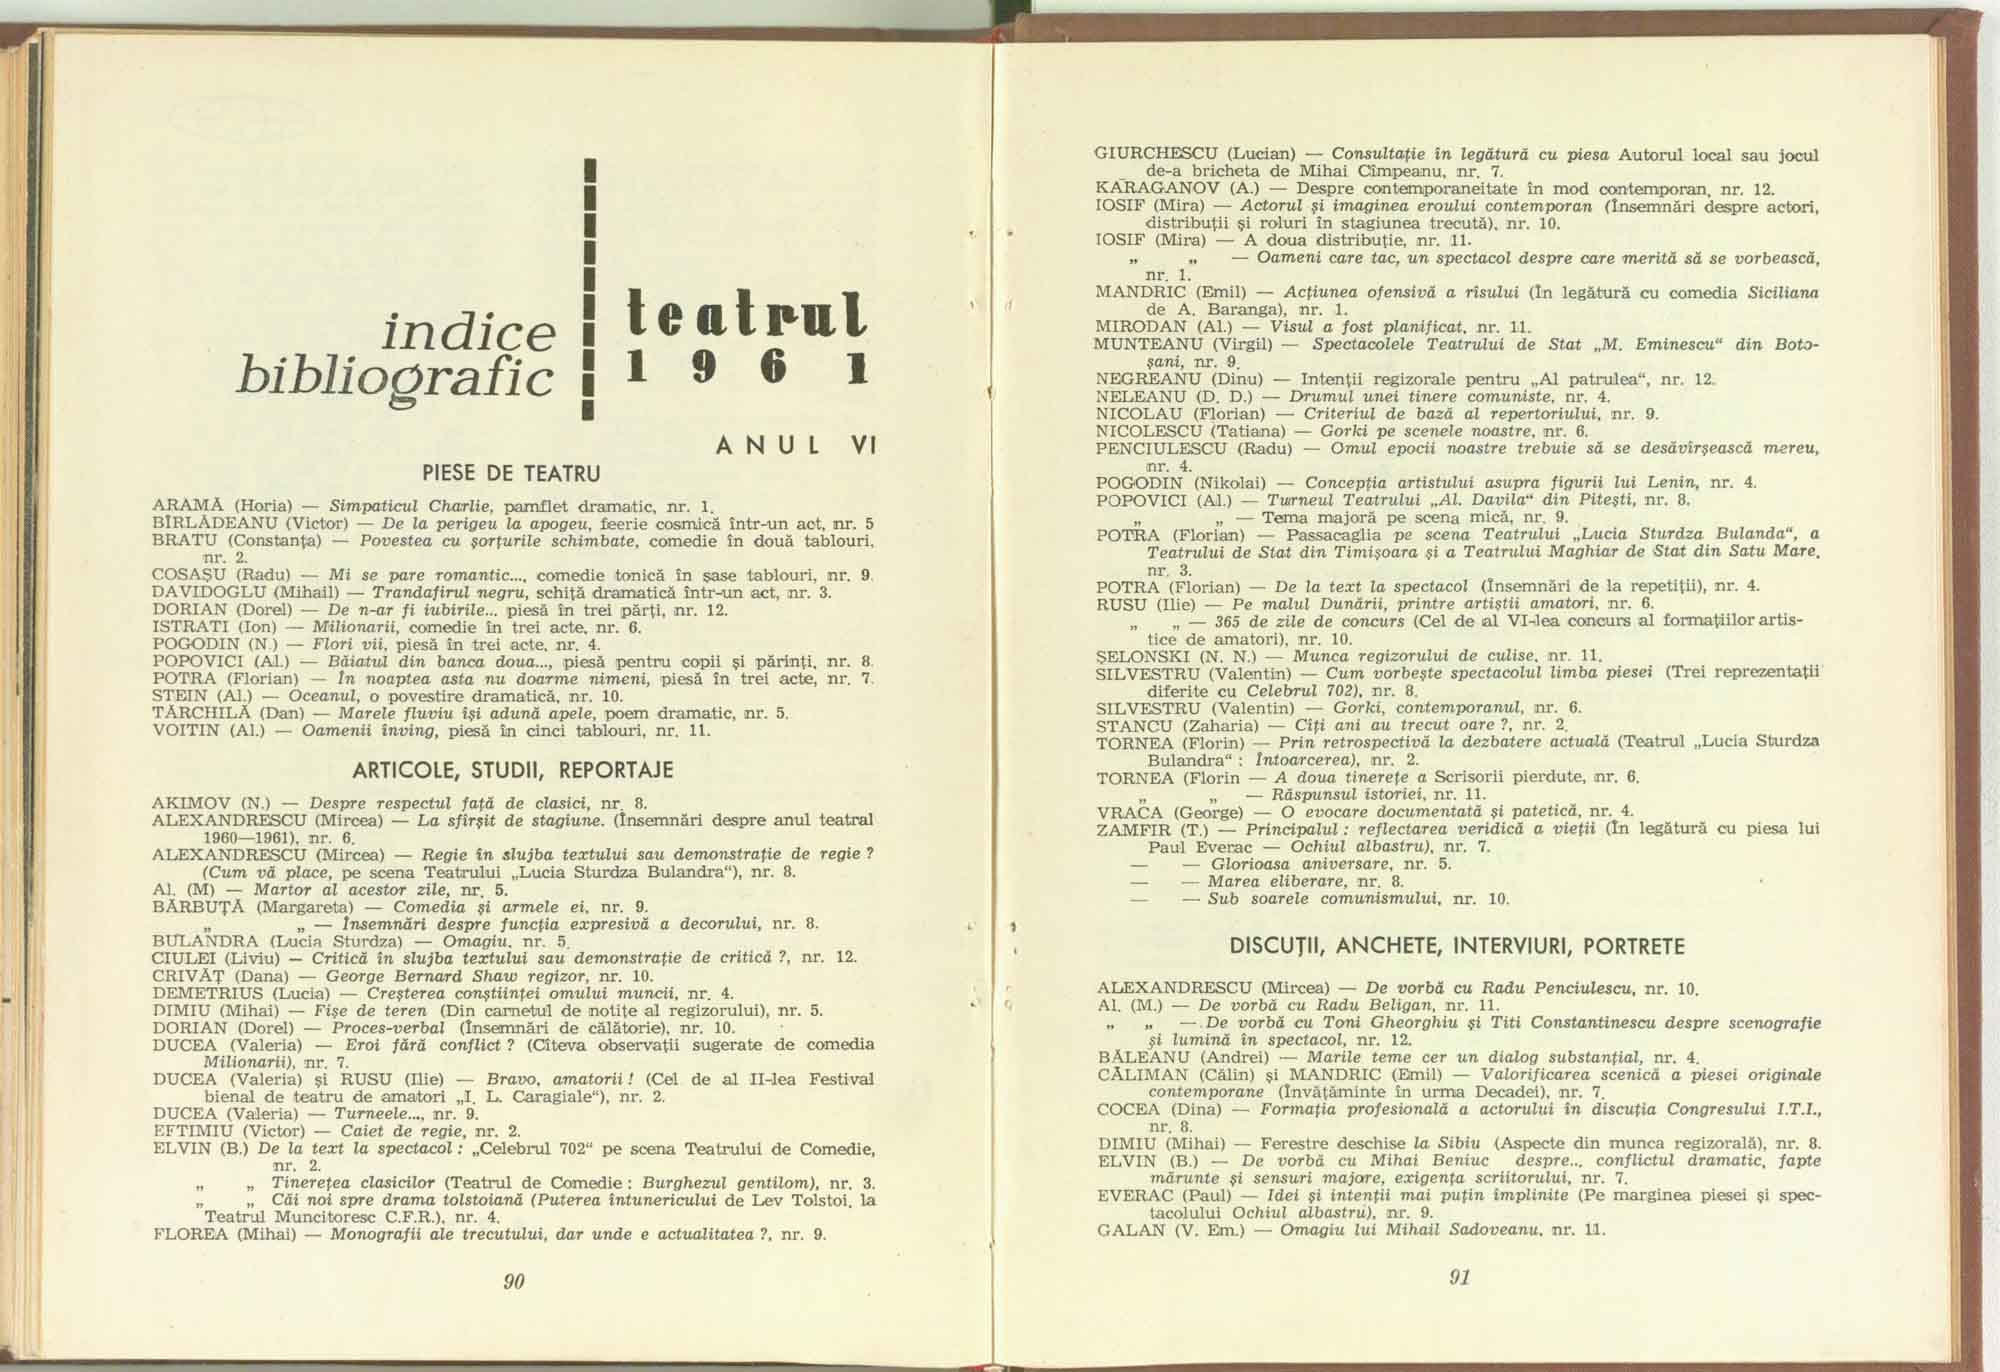 indice
bibliografic
teatrul
1961
ANUL VI
PIESE DE TEATRU
ARAMĂ (Horia) — Simpaticul Charlie, pamflet dramatic, nr. 1.
BÎRLĂDEANU (Victor) — De la perigeu la apogeu, feerie cosmică într-un act, nr. 5
BRATU (Constanța) — Povestea cu șorțurile schimbate, comedie în două tablouri,
nr. 2.
COSAȘU (Radu) — Mi se pare romantic..., comedie tonică în șase tablouri, nr. 9.
DAVIDOGLU (Mihail) — Trandafirul negru, schiță dramatică într-un act, nr. 3.
DORIAN (Dorel) — De n-ar fi iubirile... piesă în trei părți, nr. 12.
ISTRATI (Ion) — Milionarii, comedie în trei acte, nr. 6.
POGODIN (N.) — Flori vii, piesă în trei acte, nr. 4.
POPOVICI (Al.) — Băiatul din banca doua..., piesă pentru copii și părinți, nr. 8.
POTRA (Florian) — În noaptea asta nu doarme nimeni, piesă în trei acte, nr. 7.
STEIN (Al.) — Oceanul, o povestire dramatică, nr. 10.
TĂRCHILĂ (Dan) — Marele fluviu își adună apele, poem dramatic, nr. 5.
VOITIN (Al.) — Oamenii înving, piesă în cinci tablouri, nr. 11.
ARTICOLE, STUDII, REPORTAJE
AKIMOV (N.) — Despre respectul față de clasici, nr. 8.
ALEXANDRESCU (Mircea) — La sfîrșit de stagiune. (Însemnări despre anul teatral
1960—1961), nr. 6.
ALEXANDRESCU (Mircea) — Regie în slujba textului sau demonstrație de regie ?
(Cum vă place, pe scena Teatrului „Lucia Sturdza Bulandra“), nr. 8.
Al. (M) — Martor al acestor zile, nr. 5.
BĂRBUȚĂ (Margareta) — Comedia și armele ei, nr. 9.
„ „ — Însemnări despre funcția expresivă a decorului, nr. 8.
BULANDRA (Lucia Sturdza) — Omagiu, nr. 5.
CIULEI (Liviu) — Critică în slujba textului sau demonstrație de critică ?, nr. 12.
CRIVĂȚ (Dana) — George Bernard Shaw regizor, nr. 10.
DEMETRIUS (Lucia) — Creșterea conștiinței omului muncii, nr. 4.
DIMIU (Mihai) — Fișe de teren (Din carnetul de notițe al regizorului), nr. 5.
DORIAN (Dorel) — Proces-verbal (Însemnări de călătorie), nr. 10.
DUCEA (Valeria) — Eroi fără conflict ? (Cîteva observații sugerate de comedia
Milionarii), nr. 7.
DUCEA (Valeria) și RUSU (Ilie) — Bravo, amatorii ! (Cel de al II-lea Festival
bienal de teatru de amatori „I. L. Caragiale“), nr. 2.
DUCEA (Valeria) — Turneele..., nr. 9.
EFTIMIU (Victor) — Caiet de regie, nr. 2.
ELVIN (B.) De la text la spectacol : „Celebrul 702“ pe scena Teatrului de Comedie,
nr. 2.
„ „ Tinerețea clasicilor (Teatrul de Comedie : Burghezul gentilom), nr. 3.
„ „ Căi noi spre drama tolstoiană (Puterea întunericului de Lev Tolstoi, la
Teatrul Muncitoresc C.F.R.), nr. 4.
FLOREA (Mihai) — Monografii ale trecutului, dar unde e actualitatea ?, nr. 9.
90
GIURCHESCU (Lucian) — Consultație în legătură cu piesa Autorul local sau jocul
de-a bricheta de Mihai Cîmpeanu, nr. 7.
KARAGANOV (A.) — Despre contemporaneitate în mod contemporan, nr. 12.
IOSIF (Mira) — Actorul și imaginea eroului contemporan (Însemnări despre actori,
distribuții și roluri în stagiunea trecută), nr. 10.
IOSIF (Mira) — A doua distribuție, nr. 11.
„ „ — Oameni care tac, un spectacol despre care merită să se vorbească,
nr. 1.
MANDRIC (Emil) — Acțiunea ofensivă a rîsului (În legătură cu comedia Siciliana
de A. Baranga), nr. 1.
MIRODAN (Al.) — Visul a fost planificat, nr. 11.
MUNTEANU (Virgil) — Spectacolele Teatrului de Stat „M. Eminescu“ din Boto-
șani, nr. 9.
NEGREANU (Dinu) — Intenții regizorale pentru „Al patrulea“, nr. 12.
NELEANU (D. D.) — Drumul unei tinere comuniste, nr. 4.
NICOLAU (Florian) — Criteriul de bază al repertoriului, nr. 9.
NICOLESCU (Tatiana) — Gorki pe scenele noastre, nr. 6.
PENCIULESCU (Radu) — Omul epocii noastre trebuie să se desăvîrșească mereu,
nr. 4.
POGODIN (Nikolai) — Concepția artistului asupra figurii lui Lenin, nr. 4.
POPOVICI (Al.) — Turneul Teatrului „Al. Davila“ din Pitești, nr. 8.
„ „ — Tema majoră pe scena mică, nr. 9.
POTRA (Florian) — Passacaglia pe scena Teatrului „Lucia Sturdza Bulanda“, a
Teatrului de Stat din Timișoara și a Teatrului Maghiar de Stat din Satu Mare,
nr. 3.
POTRA (Florian) — De la text la spectacol (Însemnări de la repetiții), nr. 4.
RUSU (Ilie) — Pe malul Dunării, printre artiștii amatori, nr. 6.
„ „ — 365 de zile de concurs (Cel de al VI-lea concurs al formațiilor artis-
tice de amatori), nr. 10.
ȘELONSKI (N. N.) — Munca regizorului de culise, nr. 11.
SILVESTRU (Valentin) — Cum vorbește spectacolul limba piesei (Trei reprezentații
diferite cu Celebrul 702), nr. 8.
SILVESTRU (Valentin) — Gorki, contemporanul, nr. 6.
STANCU (Zaharia) — Cîți ani au trecut oare ?, nr. 2.
TORNEA (Florin) — Prin retrospectivă la dezbatere actuală (Teatrul „Lucia Sturdza
Bulandra“ : Întoarcerea), nr. 2.
TORNEA (Florin — A doua tinerețe a Scrisorii pierdute, nr. 6.
„ „ — Răspunsul istoriei, nr. 11.
VRACA (George) — O evocare documentată și patetică, nr. 4.
ZAMFIR (T.) — Principalul : reflectarea veridică a vieții (În legătură cu piesa lui
Paul Everac — Ochiul albastru), nr. 7.
— — Glorioasa aniversare, nr. 5.
— — Marea eliberare, nr. 8.
— — Sub soarele comunismului, nr. 10.
DISCUȚII, ANCHETE, INTERVIURI, PORTRETE
ALEXANDRESCU (Mircea) — De vorbă cu Radu Penciulescu, nr. 10.
Al. (M.) — De vorbă cu Radu Beligan, nr. 11.
„ „ — De vorbă cu Toni Gheorghiu și Titi Constantinescu despre scenografie
și lumină în spectacol, nr. 12.
BĂLEANU (Andrei) — Marile teme cer un dialog substanțial, nr. 4.
CĂLIMAN (Călin) și MANDRIC (Emil) — Valorificarea scenică a piesei originale
contemporane (Învățăminte în urma Decadei), nr. 7.
COCEA (Dina) — Formația profesională a actorului în discuția Congresului I.T.I.,
nr. 8.
DIMIU (Mihai) — Ferestre deschise la Sibiu (Aspecte din munca regizorală), nr. 8.
ELVIN (B.) — De vorbă cu Mihai Beniuc despre... conflictul dramatic, fapte
mărunte și sensuri majore, exigența scriitorului, nr. 7.
EVERAC (Paul) — Idei și intenții mai puțin împlinite (Pe marginea piesei și spec-
tacolului Ochiul albastru), nr. 9.
GALAN (V. Em.) — Omagiu lui Mihail Sadoveanu, nr. 11.
91